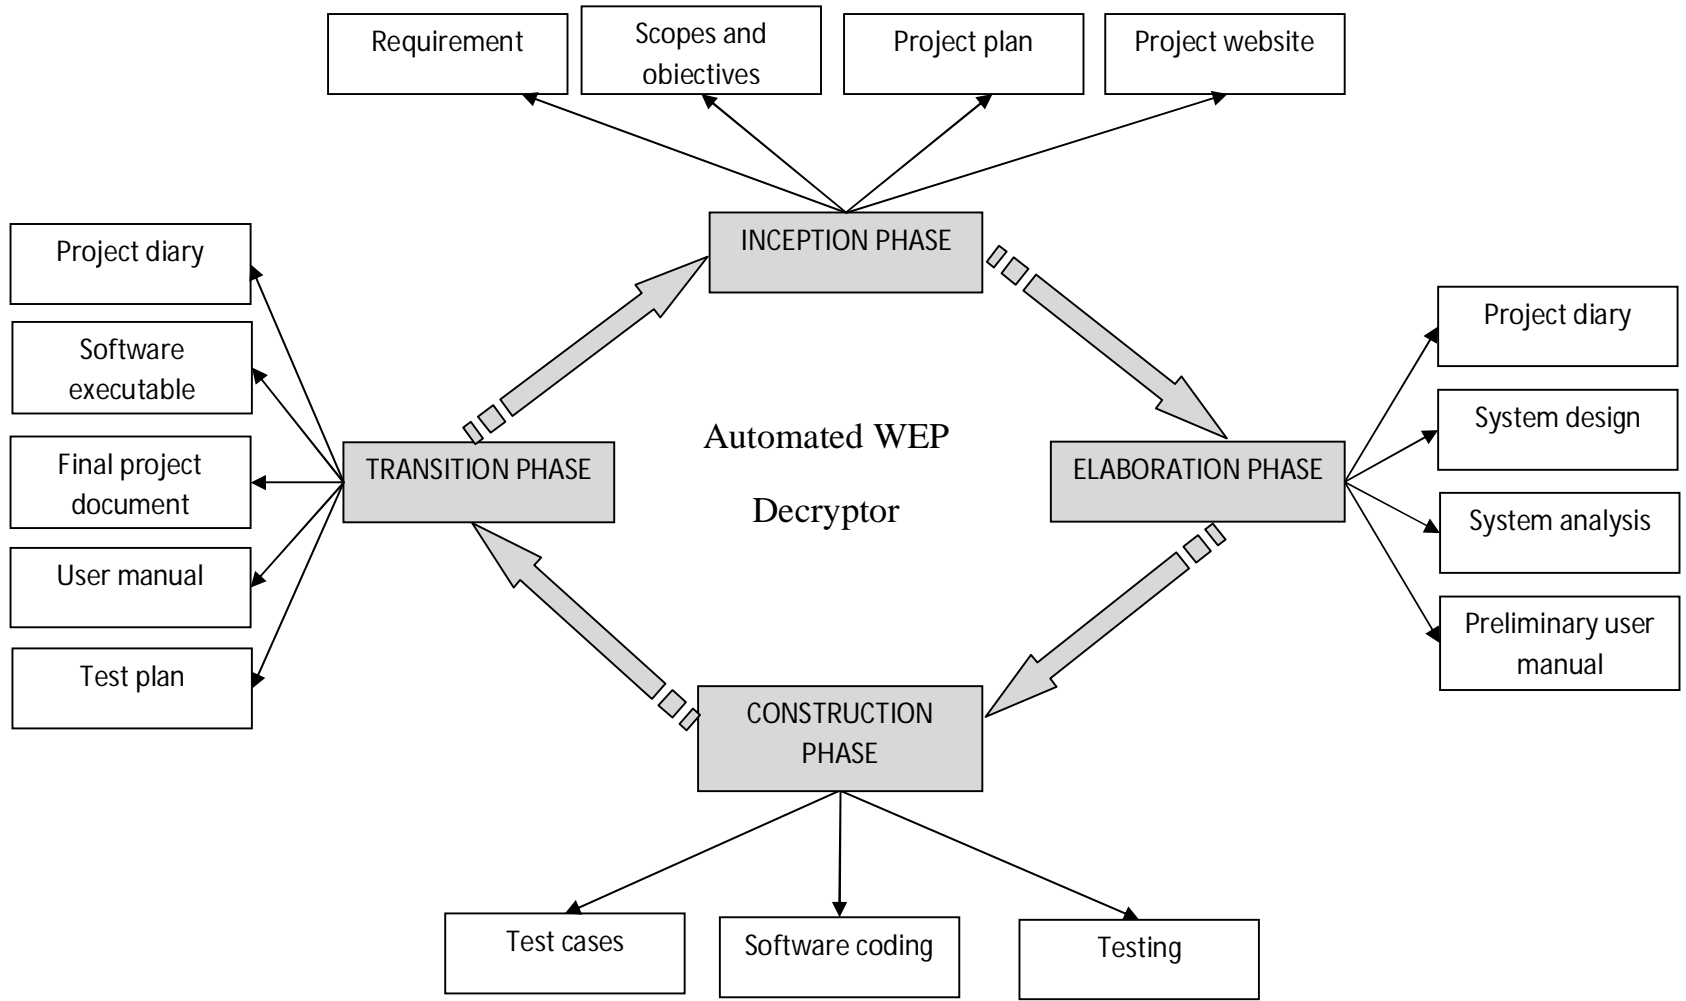 Requirement
Scopes and
obiectives
Project plan
Project website
INCEPTION PHASE
Project diary
Software
executable
Final project
document
User manual
Test plan
TRANSITION PHASE
Automated WEP
Decryptor
ELABORATION PHASE
Project diary
System design
System analysis
Preliminary user
manual
CONSTRUCTION
PHASE
Test cases
Software coding
Testing